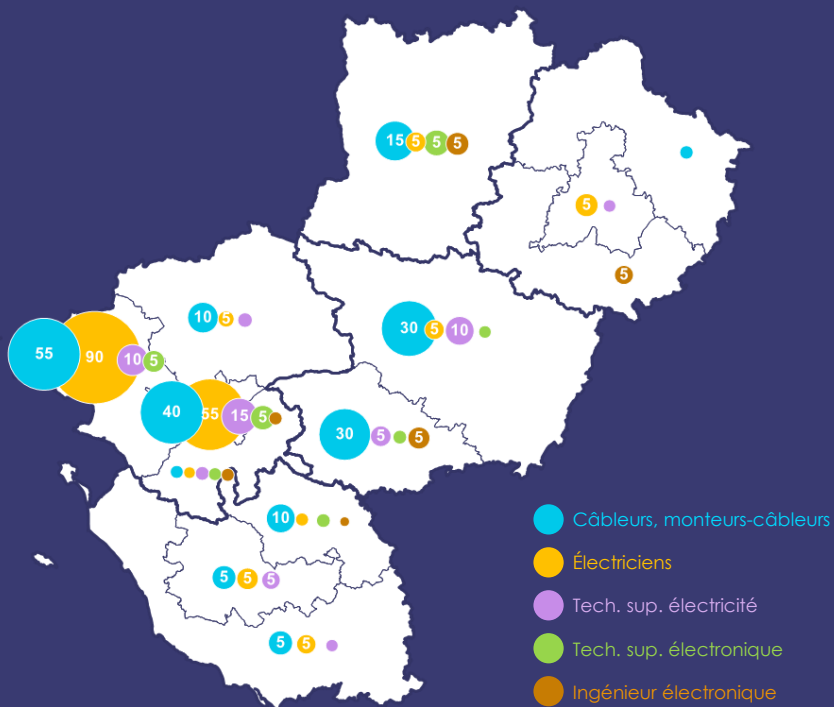 15 5 5 5
5
5
10 5
30 5 10
55 90 10 5
40 55 15 5
30 5 5
10
5 5 5
5 5
Câbleurs, monteurs-câbleurs
Électriciens
Tech. sup. électricité
Tech. sup. électronique
Ingénieur électronique